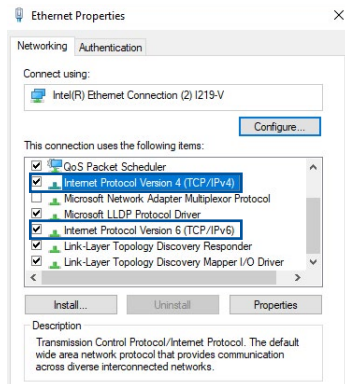 Ethernet Properties
Networking Authentication
Connect using:
Intel(R) Ethernet Connection (2) I219-V
Configure...
This connection uses the following items:
QoS Packet Scheduler
Internet Protocol Version 4 (TCP/IPv4)
Microsoft Network Adapter Multiplexor Protocol
Microsoft LLDP Protocol Driver
Internet Protocol Version 6 (TCP/IPv6)
Link-Layer Topology Discovery Responder
Link-Layer Topology Discovery Mapper I/O Driver
Install... Uninstall Properties
Description
Transmission Control Protocol/Internet Protocol. The default
wide area network protocol that provides communication
across diverse interconnected networks.